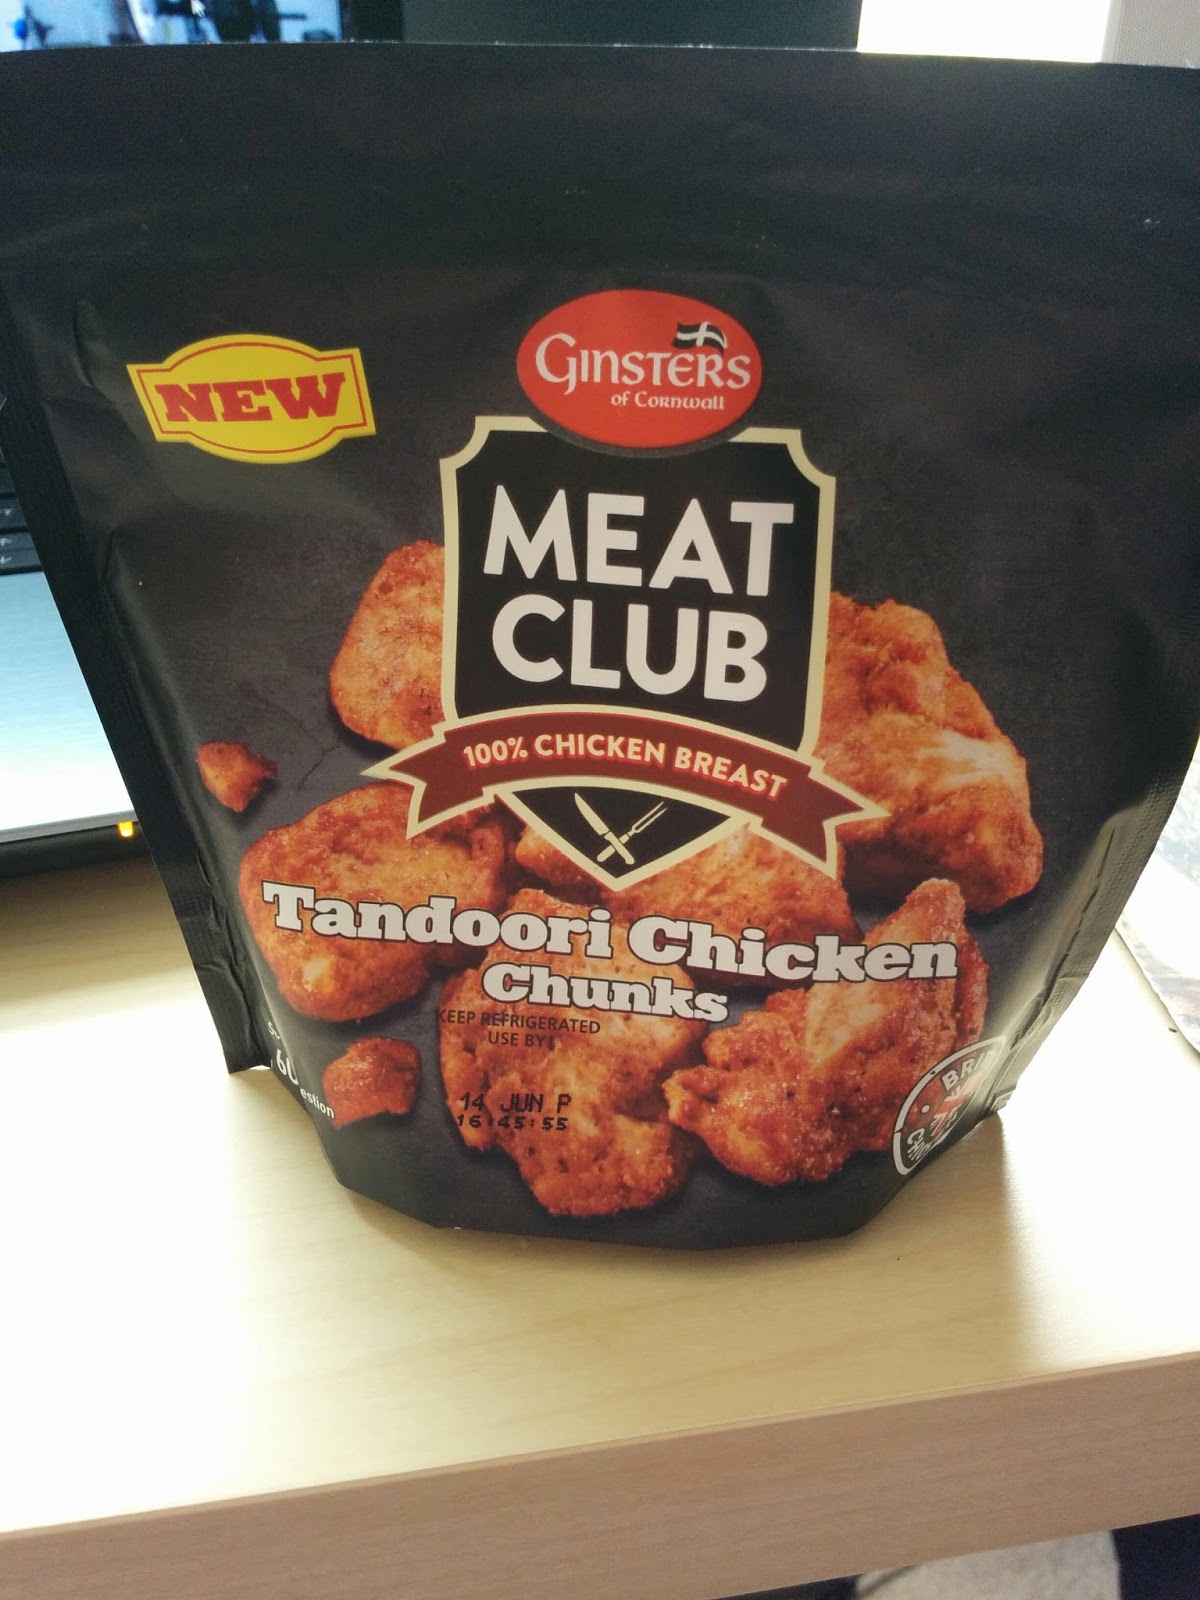 NEW
GINSTERS
of CORNWALL
MEAT
CLUB
100% CHICKEN BREAST
Tandoori Chicken
Chunks
KEEP REFRIGERATED
USE BY:
14 JUN P
16:45:55